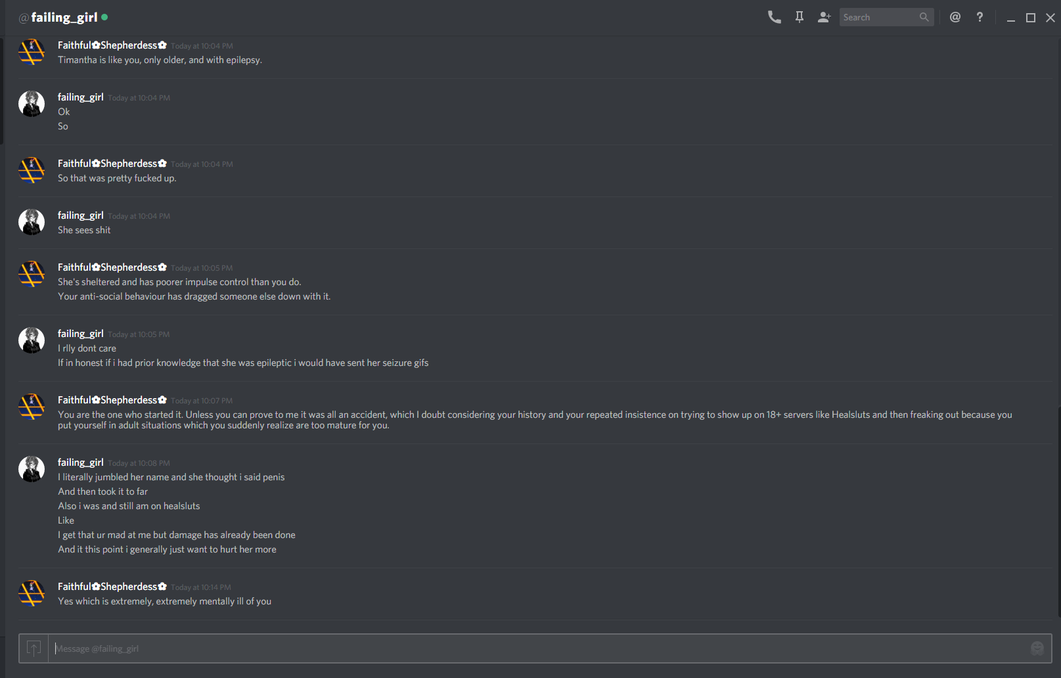 @failing_girl
Search
@
?
Faithful✿Shepherdess✿ Today at 10:04 PM
Timantha is like you, only older, and with epilepsy.
failing_girl Today at 10:04 PM
Ok
So
Faithful✿Shepherdess✿ Today at 10:04 PM
So that was pretty fucked up.
failing_girl Today at 10:04 PM
She sees shit
Faithful✿Shepherdess✿ Today at 10:05 PM
She's sheltered and has poorer impulse control than you do.
Your anti-social behaviour has dragged someone else down with it.
failing_girl Today at 10:05 PM
I rlly dont care
If in honest if i had prior knowledge that she was epileptic i would have sent her seizure gifs
Faithful✿Shepherdess✿ Today at 10:07 PM
You are the one who started it. Unless you can prove to me it was all an accident, which I doubt considering your history and your repeated insistence on trying to show up on 18+ servers like Healsluts and then freaking out because you
put yourself in adult situations which you suddenly realize are too mature for you.
failing_girl Today at 10:08 PM
I literally jumbled her name and she thought i said penis
And then took it to far
Also i was and still am on healsluts
Like
I get that ur mad at me but damage has already been done
And it this point i generally just want to hurt her more
Faithful✿Shepherdess✿ Today at 10:14 PM
Yes which is extremely, extremely mentally ill of you
Message @failing_girl